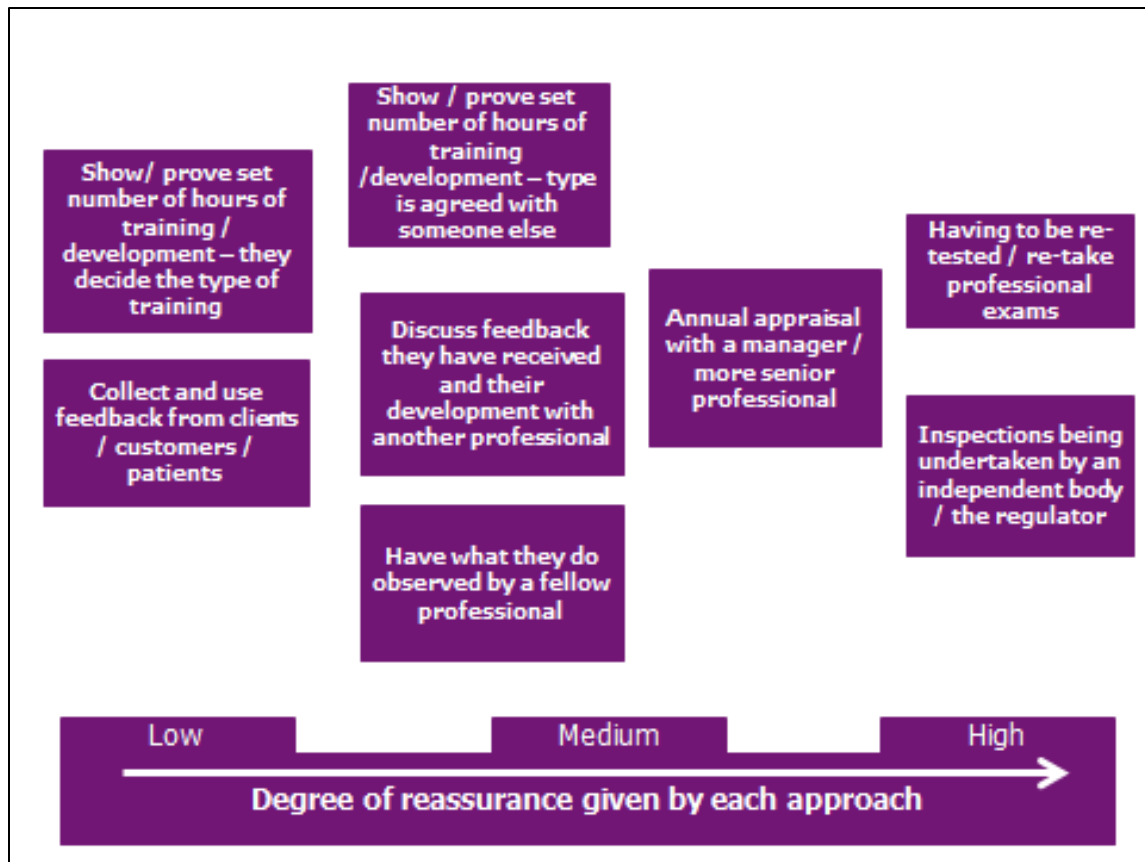 Show/ prove set
number of hours of
training /
development – they
decide the type of
training
Collect and use
feedback from clients
/ customers /
patients
Show / prove set
number of hours of
training
/development – type
is agreed with
someone else
Discuss feedback
they have received
and their
development with
another professional
Have what they do
observed by a fellow
professional
Annual appraisal
with a manager /
more senior
professional
Having to be re-
tested / re-take
professional
exams
Inspections being
undertaken by an
independent body
/ the regulator
Low
Medium
High
Degree of reassurance given by each approach